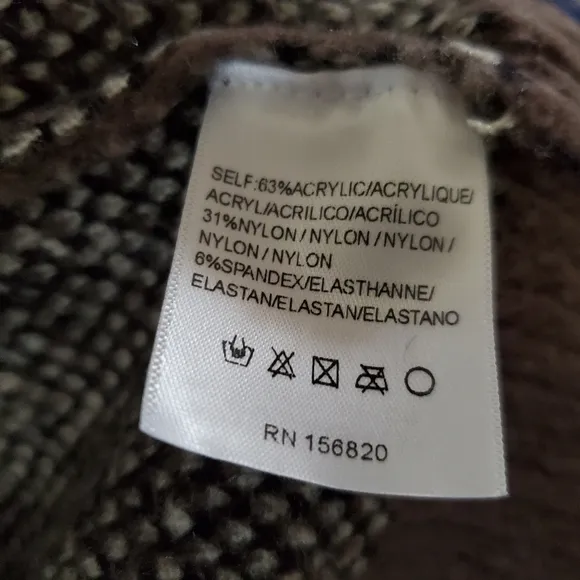 SELF:63%ACRYLIC/ACRYLIQUE/
ACRYL/ACRILICO/ACRÍLICO
31%NYLON / NYLON / NYLON /
NYLON / NYLON
6%SPANDEX/ELASTHANNE/
ELASTAN/ELASTAN/ELASTANO
RN 156820